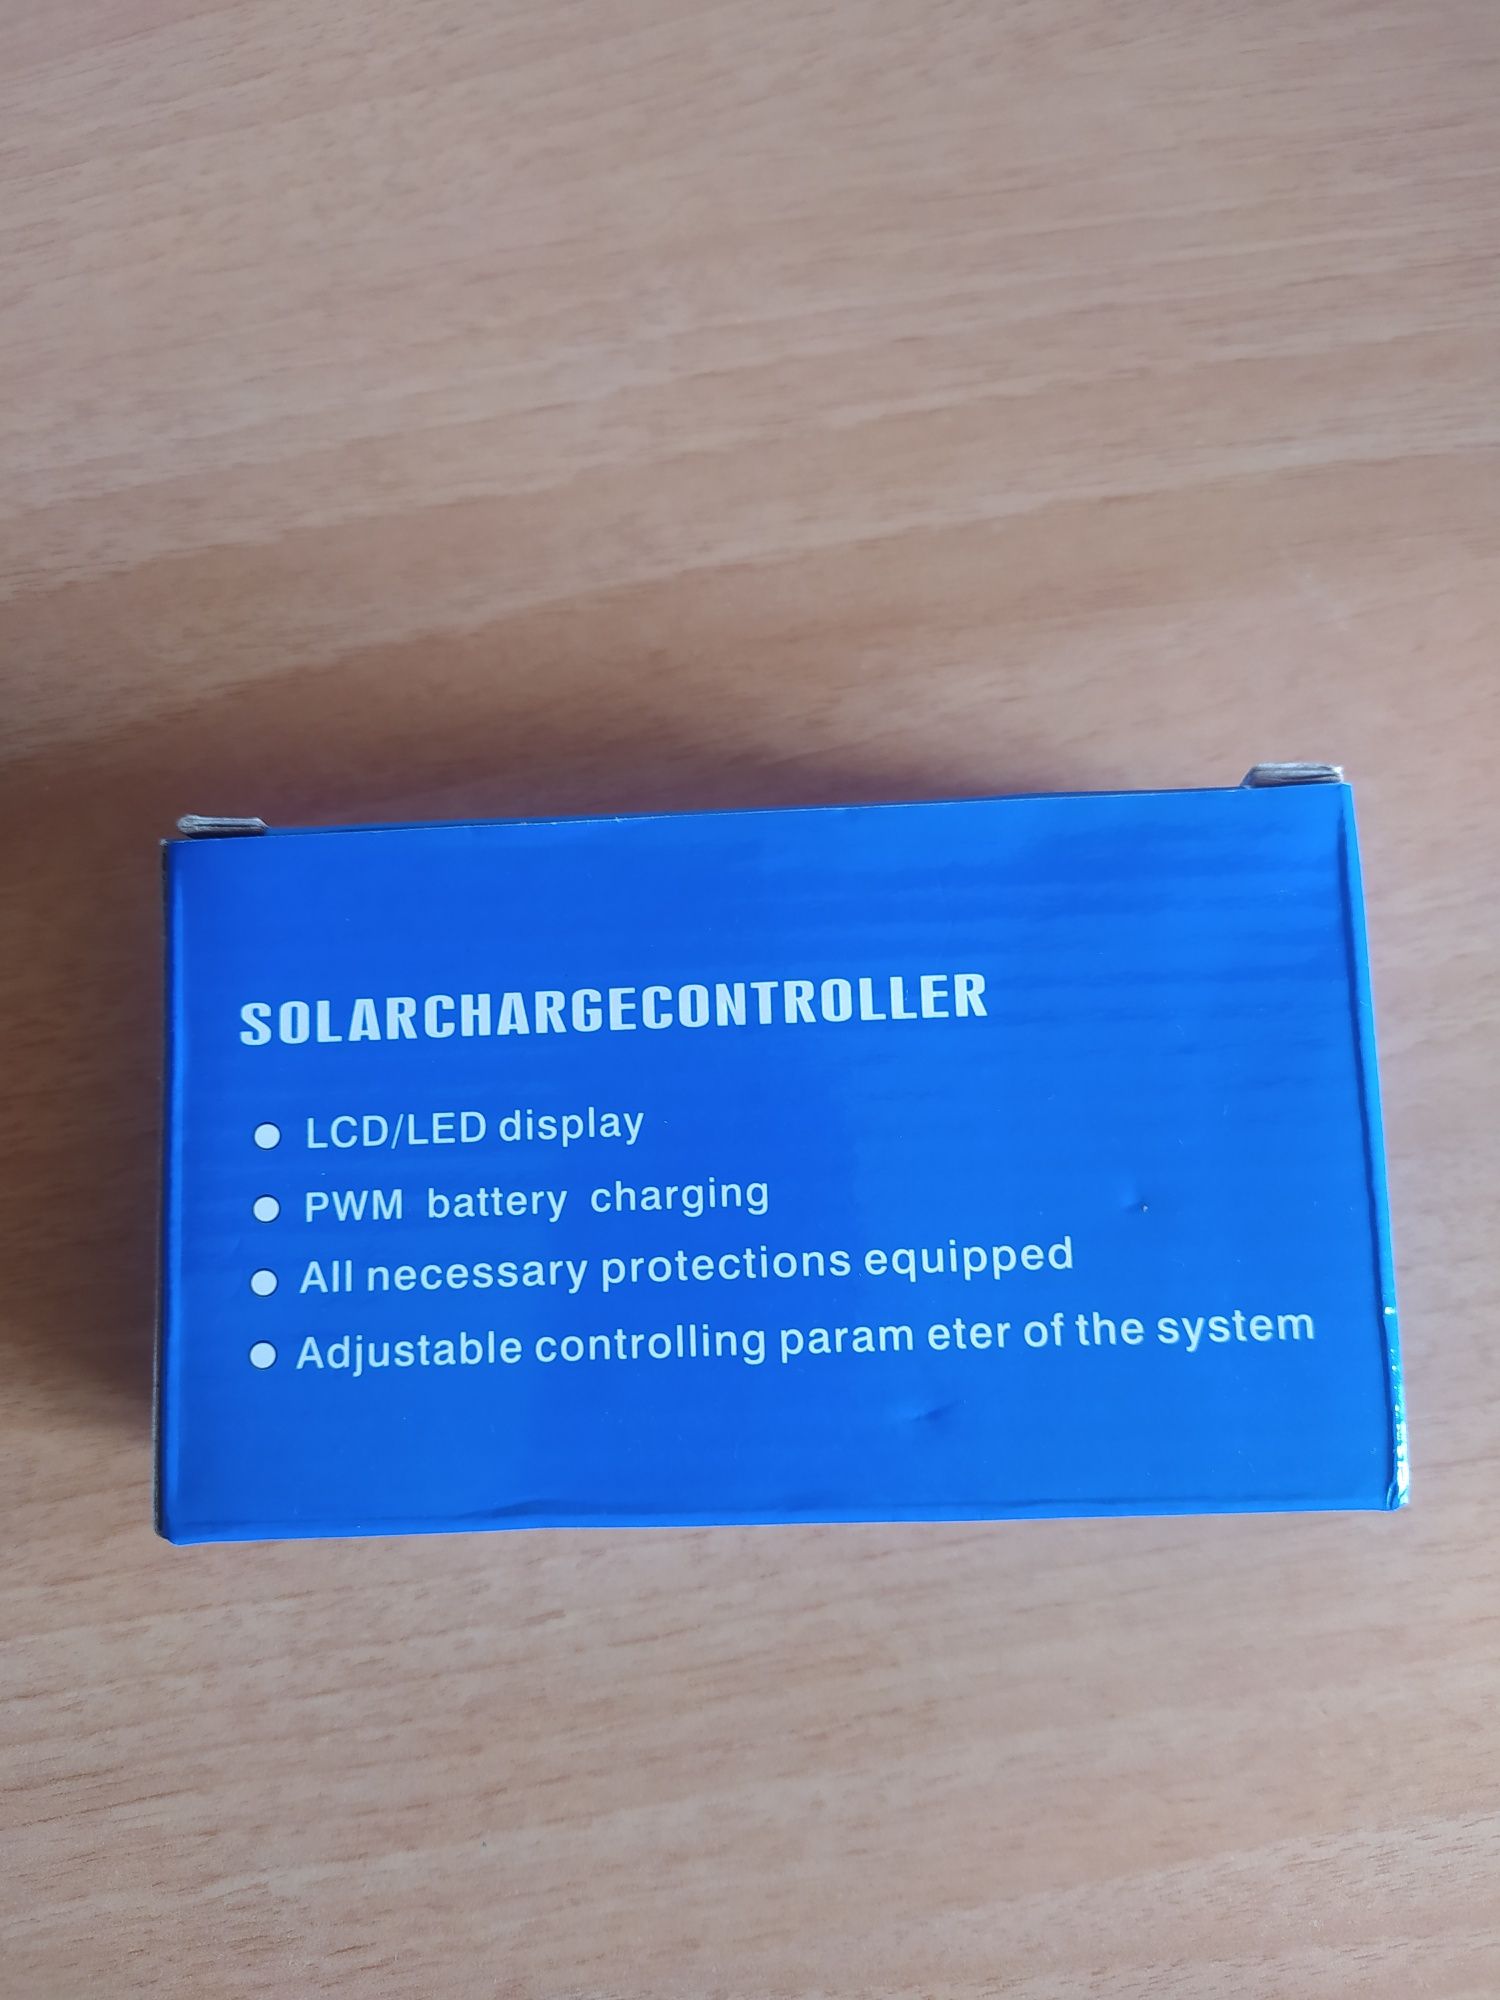 SOLARCHARGECONTROLLER
LCD/LED display
PWM battery charging
All necessary protections equipped
Adjustable controlling param eter of the system